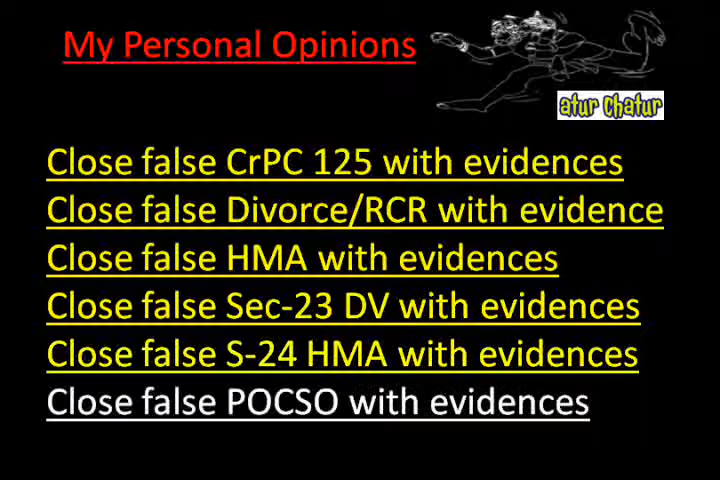 My Personal Opinions
atur chatur
Close false CrPC 125 with evidences
Close false Divorce/RCR with evidence
Close false HMA with evidences
Close false Sec-23 DV with evidences
Close false S-24 HMA with evidences
Close false POCSO with evidences